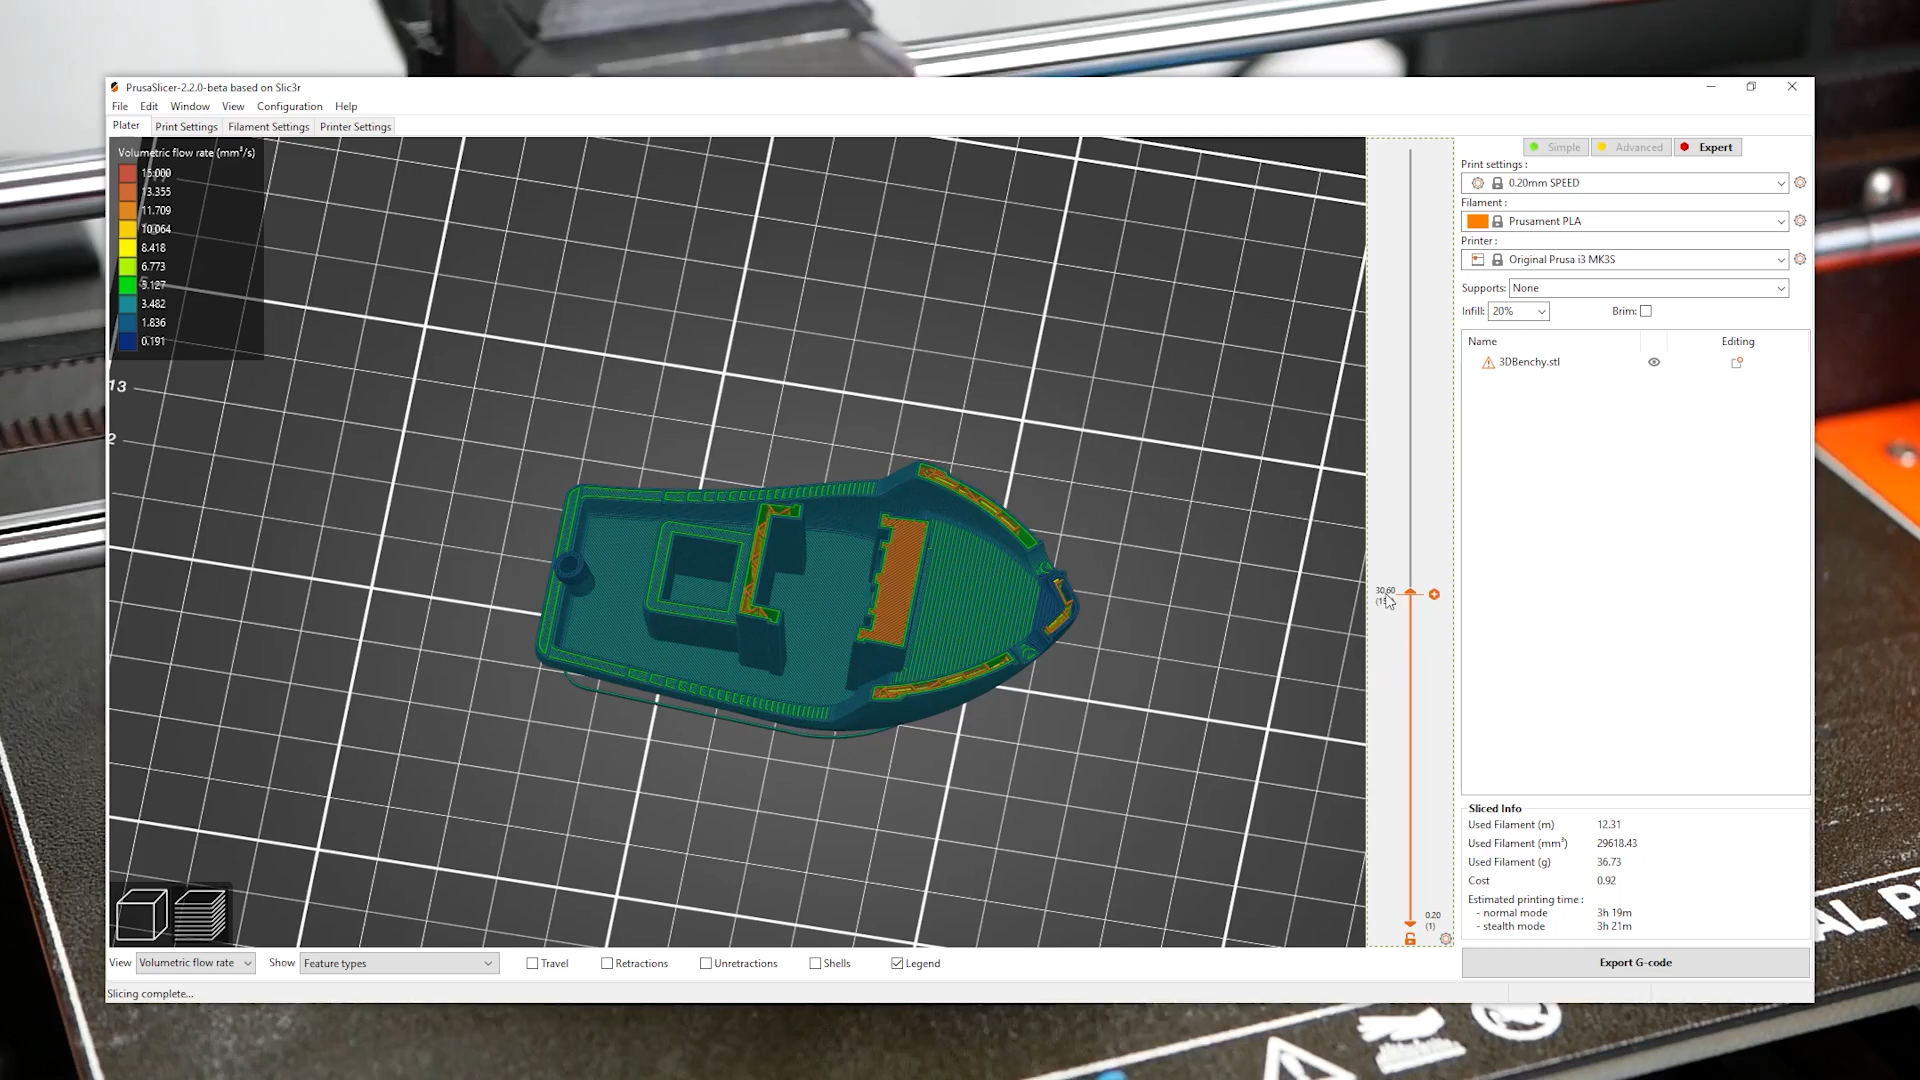 PrusaSlicer-2.2.0-beta based on Slic3r
File Edit Window View Configuration Help
Plater Print Settings Filament Settings Printer Settings
Volumetric flow rate (mm³/s)
15.000
13.355
11.709
10.064
8.418
6.773
5.127
3.482
1.836
0.191
13
2
30.60
0.20
(1)
Simple Advanced Expert
Print settings :
0.20mm SPEED
Filament :
Prusament PLA
Printer :
Original Prusa i3 MK3S
Supports: None
Infill: 20% Brim:
Name Editing
3DBenchy.stl
Sliced Info
Used Filament (m) 12.31
Used Filament (mm³) 29618.43
Used Filament (g) 36.73
Cost 0.92
Estimated printing time :
- normal mode 3h 19m
- stealth mode 3h 21m
Export G-code
View Volumetric flow rate Show Feature types Travel Retractions Unretractions Shells Legend
Slicing complete...